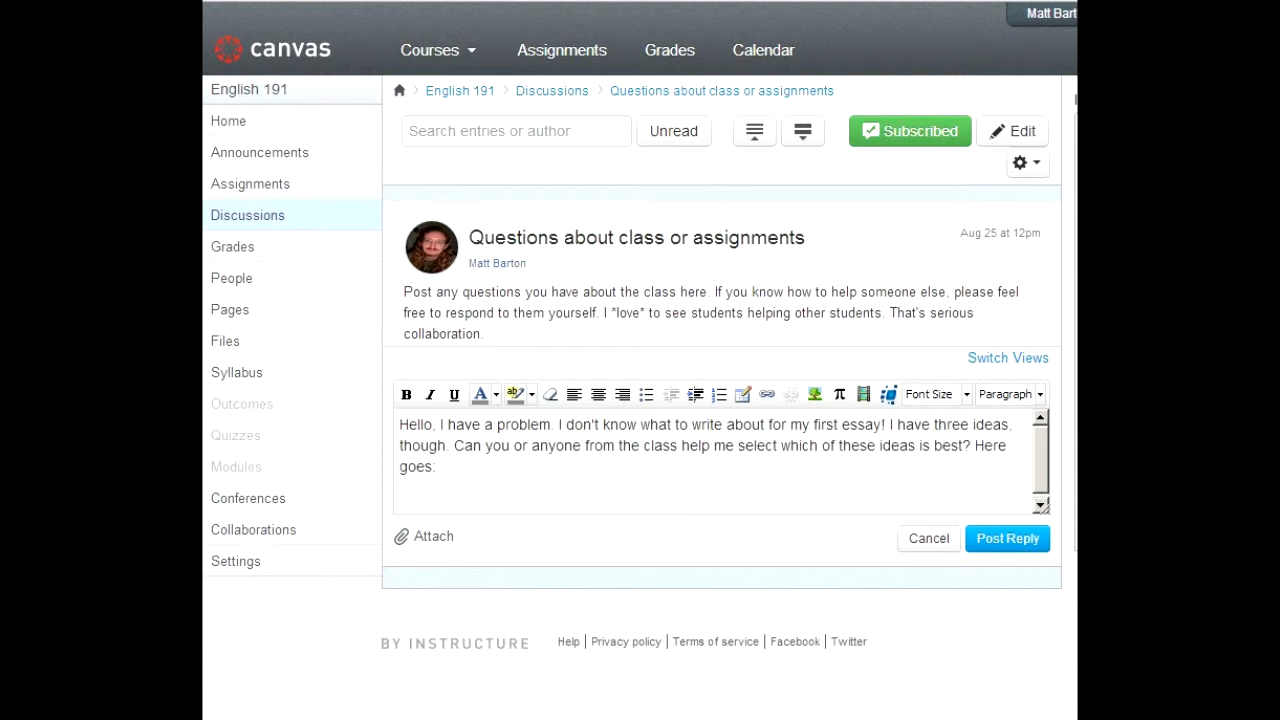 Matt Bart
canvas
Courses
Assignments
Grades
Calendar
English 191
Home
Announcements
Assignments
Discussions
Grades
People
Pages
Files
Syllabus
Outcomes
Quizzes
Modules
Conferences
Collaborations
Settings
English 191
Discussions
Questions about class or assignments
Search entries or author
Unread
Subscribed
Edit
Questions about class or assignments
Aug 25 at 12pm
Matt Barton
Post any questions you have about the class here. If you know how to help someone else, please feel
free to respond to them yourself. I *love* to see students helping other students. That's serious
collaboration.
Switch Views
B I U A aby π Font Size Paragraph
Hello, I have a problem. I don't know what to write about for my first essay! I have three ideas,
though. Can you or anyone from the class help me select which of these ideas is best? Here
goes:
Attach
Cancel
Post Reply
BY INSTRUCTURE
Help | Privacy policy | Terms of service | Facebook | Twitter